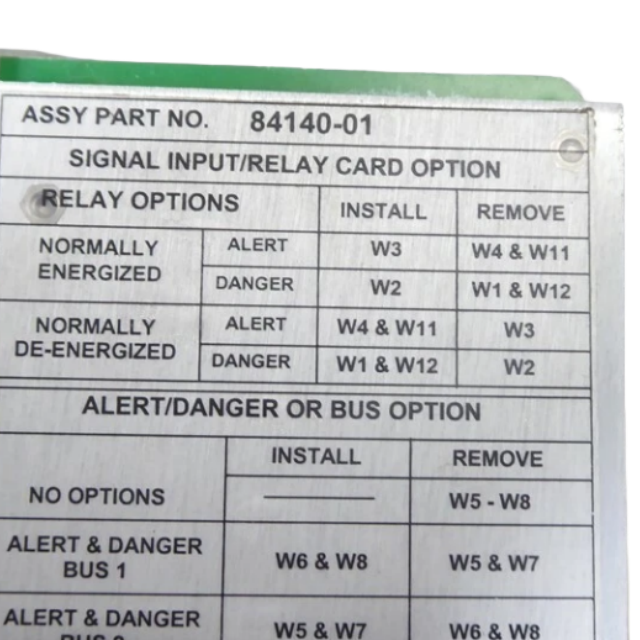 ASSY PART NO. 84140-01
SIGNAL INPUT/RELAY CARD OPTION
RELAY OPTIONS INSTALL REMOVE
NORMALLY ENERGIZED ALERT W3 W4 & W11
DANGER W2 W1 & W12
NORMALLY DE-ENERGIZED ALERT W4 & W11 W3
DANGER W1 & W12 W2
ALERT/DANGER OR BUS OPTION
INSTALL REMOVE
NO OPTIONS W5 - W8
ALERT & DANGER
BUS 1 W6 & W8 W5 & W7
ALERT & DANGER
W5 & W7 W6 & W8